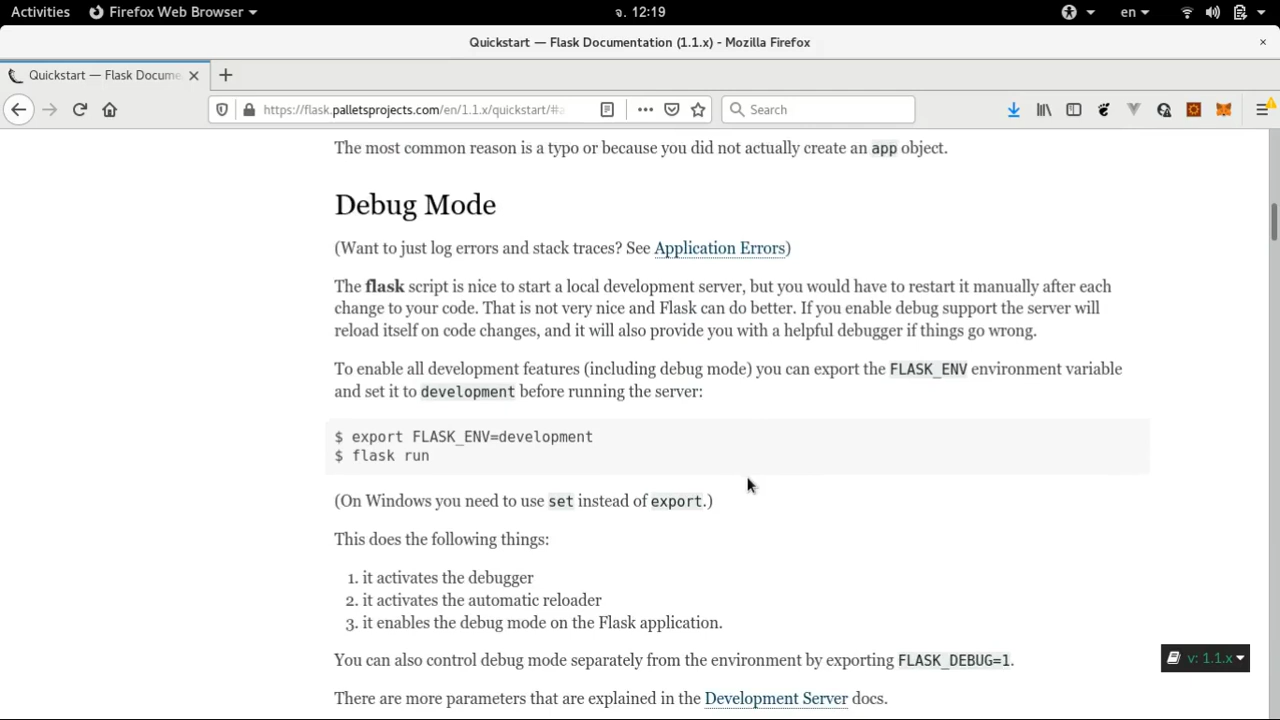 Activities Firefox Web Browser จ. 12:19 en
Quickstart — Flask Documentation (1.1.x) - Mozilla Firefox ×
Quickstart — Flask Docume × +
https://flask.palletsprojects.com/en/1.1.x/quickstart/#a ••• Search
The most common reason is a typo or because you did not actually create an app object.
Debug Mode
(Want to just log errors and stack traces? See Application Errors)
The flask script is nice to start a local development server, but you would have to restart it manually after each
change to your code. That is not very nice and Flask can do better. If you enable debug support the server will
reload itself on code changes, and it will also provide you with a helpful debugger if things go wrong.
To enable all development features (including debug mode) you can export the FLASK_ENV environment variable
and set it to development before running the server:
$ export FLASK_ENV=development
$ flask run
(On Windows you need to use set instead of export.)
This does the following things:
1. it activates the debugger
2. it activates the automatic reloader
3. it enables the debug mode on the Flask application.
You can also control debug mode separately from the environment by exporting FLASK_DEBUG=1.
v: 1.1.x
There are more parameters that are explained in the Development Server docs.